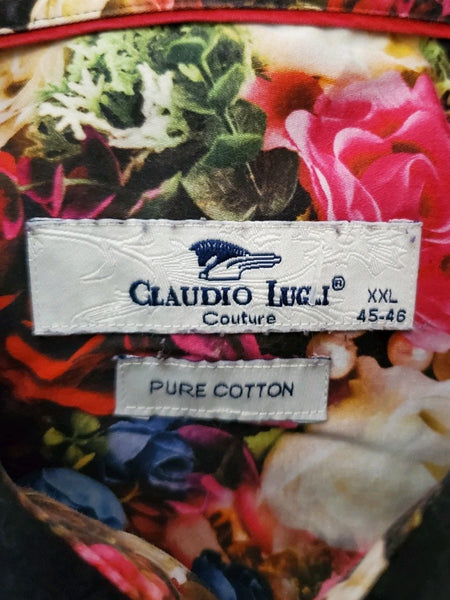 CLAUDIO LUGLI®
Couture
XXL
45-46
PURE COTTON